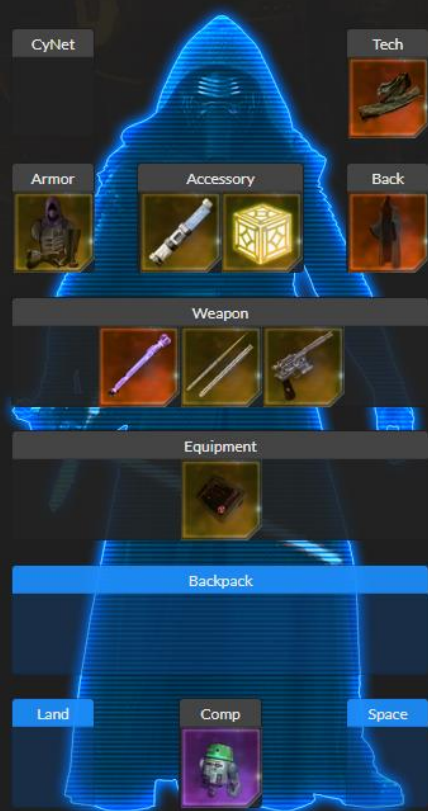 CyNet
Tech
Armor
Accessory
Back
Weapon
Equipment
Backpack
Land
Comp
Space